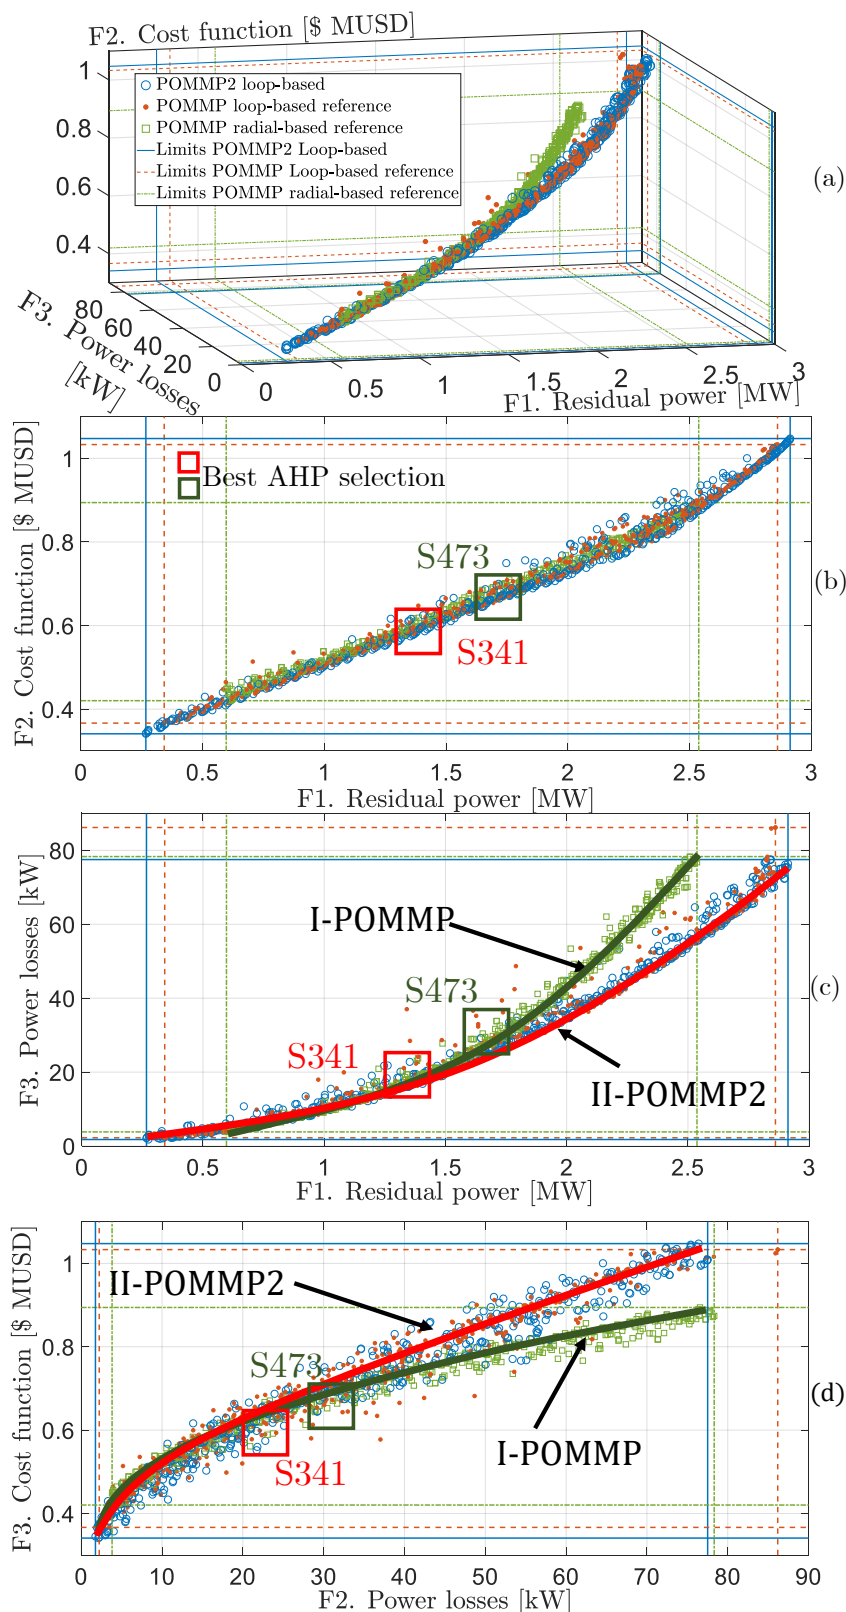 F2. Cost function [$ MUSD]
1
0.8
0.6
0.4
POMMP2 loop-based
POMMP loop-based reference
POMMP radial-based reference
Limits POMMP2 Loop-based
Limits POMMP Loop-based reference
Limits POMMP radial-based reference
(a)
80
60
40
20
0
F3. Power losses
[kW]
0
0.5
1
1.5
2
2.5
3
F1. Residual power [MW]
F2. Cost function [$ MUSD]
1
0.8
0.6
0.4
Best AHP selection
S473
S341
(b)
0 0.5 1 1.5 2 2.5 3
F1. Residual power [MW]
F3. Power losses [kW]
80
60
40
20
0
I-POMMP
S473
S341
II-POMMP2
(c)
0 0.5 1 1.5 2 2.5 3
F1. Residual power [MW]
F3. Cost function [$ MUSD]
1
0.8
0.6
0.4
II-POMMP2
S473
S341
I-POMMP
(d)
0 10 20 30 40 50 60 70 80 90
F2. Power losses [kW]